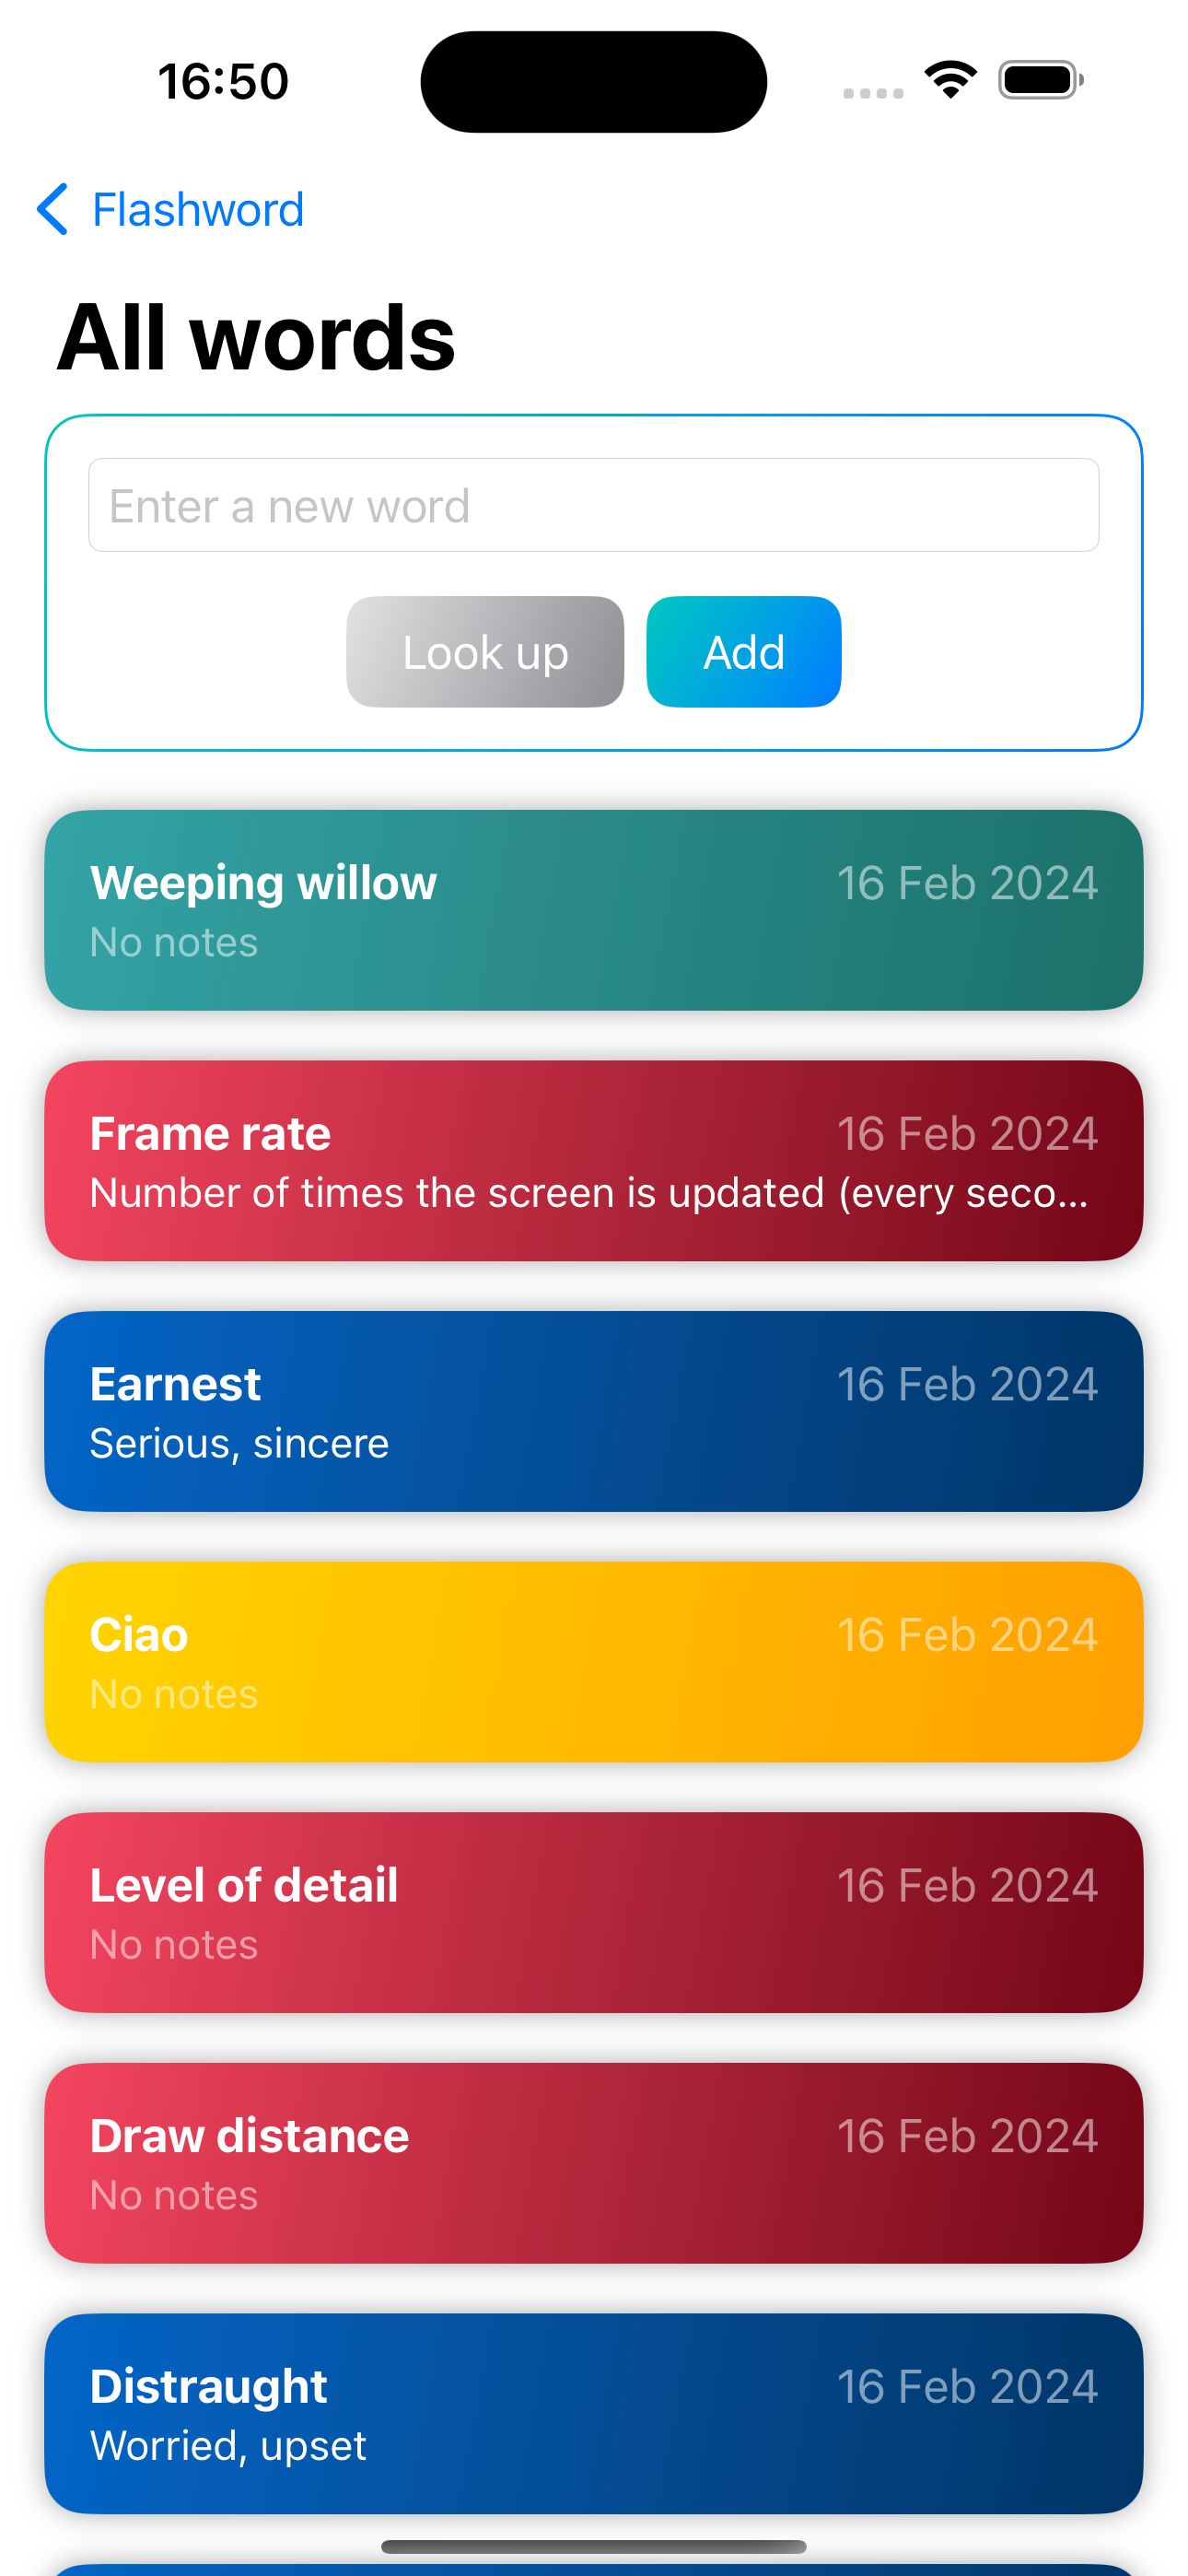 16:50
Flashword
All words
Enter a new word
Look up Add
Weeping willow 16 Feb 2024
No notes
Frame rate 16 Feb 2024
Number of times the screen is updated (every seco...
Earnest 16 Feb 2024
Serious, sincere
Ciao 16 Feb 2024
No notes
Level of detail 16 Feb 2024
No notes
Draw distance 16 Feb 2024
No notes
Distraught 16 Feb 2024
Worried, upset